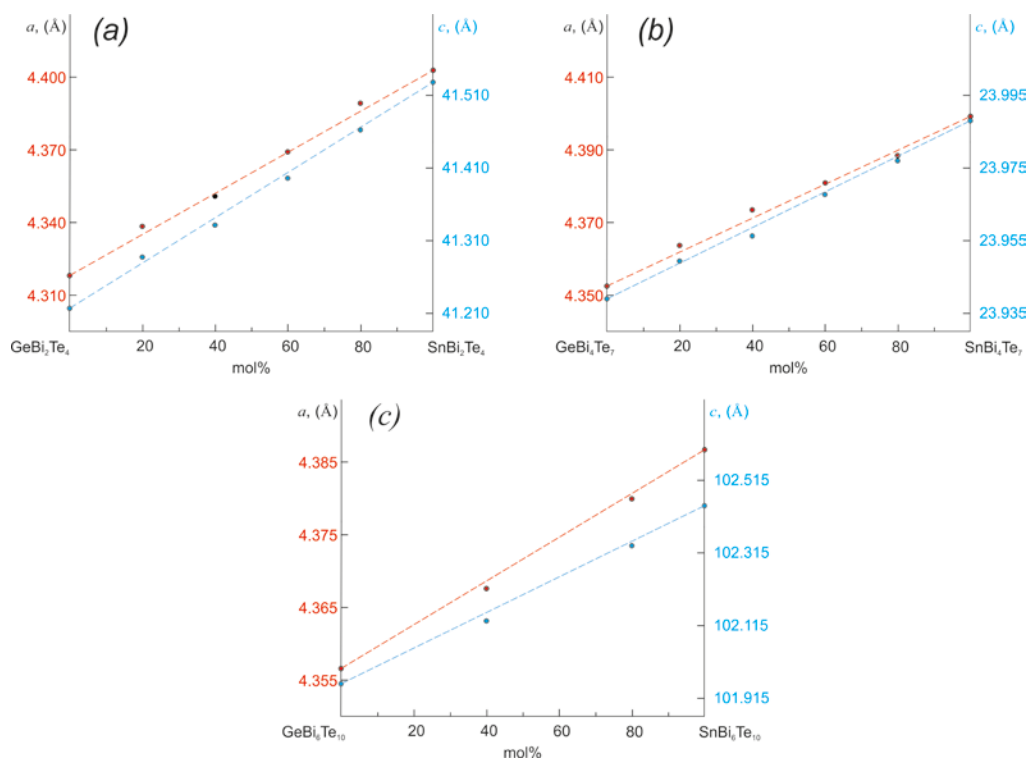 a, (Å) (a) c, (Å)
4.400
4.370
4.340
4.310
41.510
41.410
41.310
41.210
GeBi₂Te₄ 20 40 60 80 SnBi₂Te₄
mol%
a, (Å) (b) c, (Å)
4.410
4.390
4.370
4.350
23.995
23.975
23.955
23.935
GeBi₄Te₇ 20 40 60 80 SnBi₄Te₇
mol%
a, (Å) (c) c, (Å)
4.385
4.375
4.365
4.355
102.515
102.315
102.115
101.915
GeBi₆Te₁₀ 20 40 60 80 SnBi₆Te₁₀
mol%